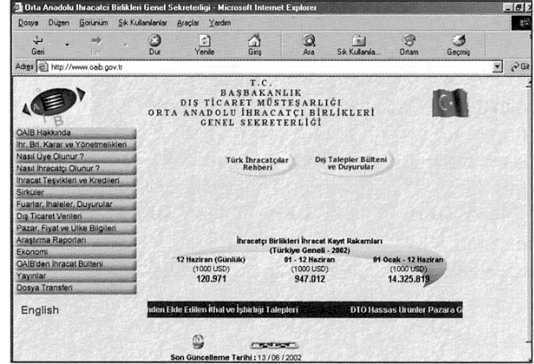 Orta Anadolu Ihracatci Birlikleri Genel Sekreterligi - Microsoft Internet Explorer
Dosya Düzen Görünüm Sık Kullanılanlar Araçlar Yardım
Geri Dur Yenile Giriş Ara Sık Kullanıla... Ortam Geçmiş
Adres http://www.oaib.gov.tr Git
T.C.
BAŞBAKANLIK
DIŞ TİCARET MÜSTEŞARLIĞI
ORTA ANADOLU İHRACATÇI BİRLİKLERİ
GENEL SEKRETERLİĞİ
OAİB Hakkında
İhr. Brl. Karar ve Yönetmelikleri
Nasıl Üye Olunur ?
Nasıl İhracatçı Olunur ?
İhracat Teşvikleri ve Kredileri
Sirküler
Fuarlar, İhaleler, Duyurular
Dış Ticaret Verileri
Pazar, Fiyat ve Ülke Bilgileri
Araştırma Raporları
Ekonomi
OAİB'den İhracat Bülteni
Yayınlar
Dosya Transferi
English
Türk İhracatçılar
Rehberi
Dış Talepler Bülteni
ve Duyurular
İhracatçı Birlikleri İhracat Kayıt Rakamları
(Türkiye Geneli - 2002)
12 Haziran (Günlük) 01 - 12 Haziran 01 Ocak - 12 Haziran
(1000 USD) (1000 USD) (1000 USD)
120.971 947.012 14.325.819
nden Elde Edilen İthal ve İşbirliği Talepleri DTO Hassas Ürünler Pazara G
Son Güncelleme Tarihi : 13 / 06 / 2002